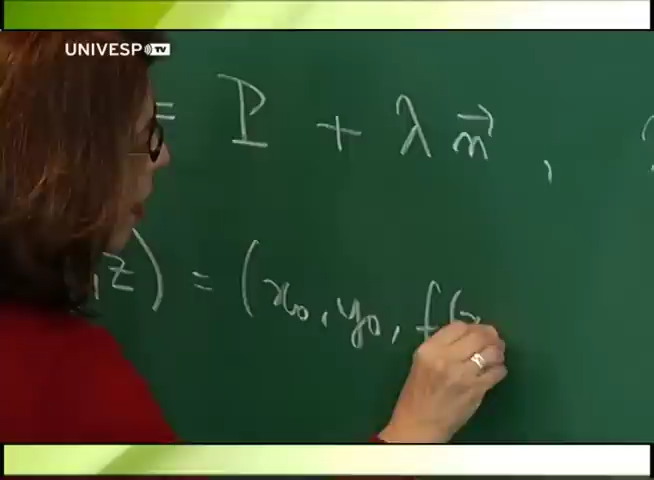 UNIVESP TV
= P + λ n⃗ ,
, z) = (x₀, y₀, f(x